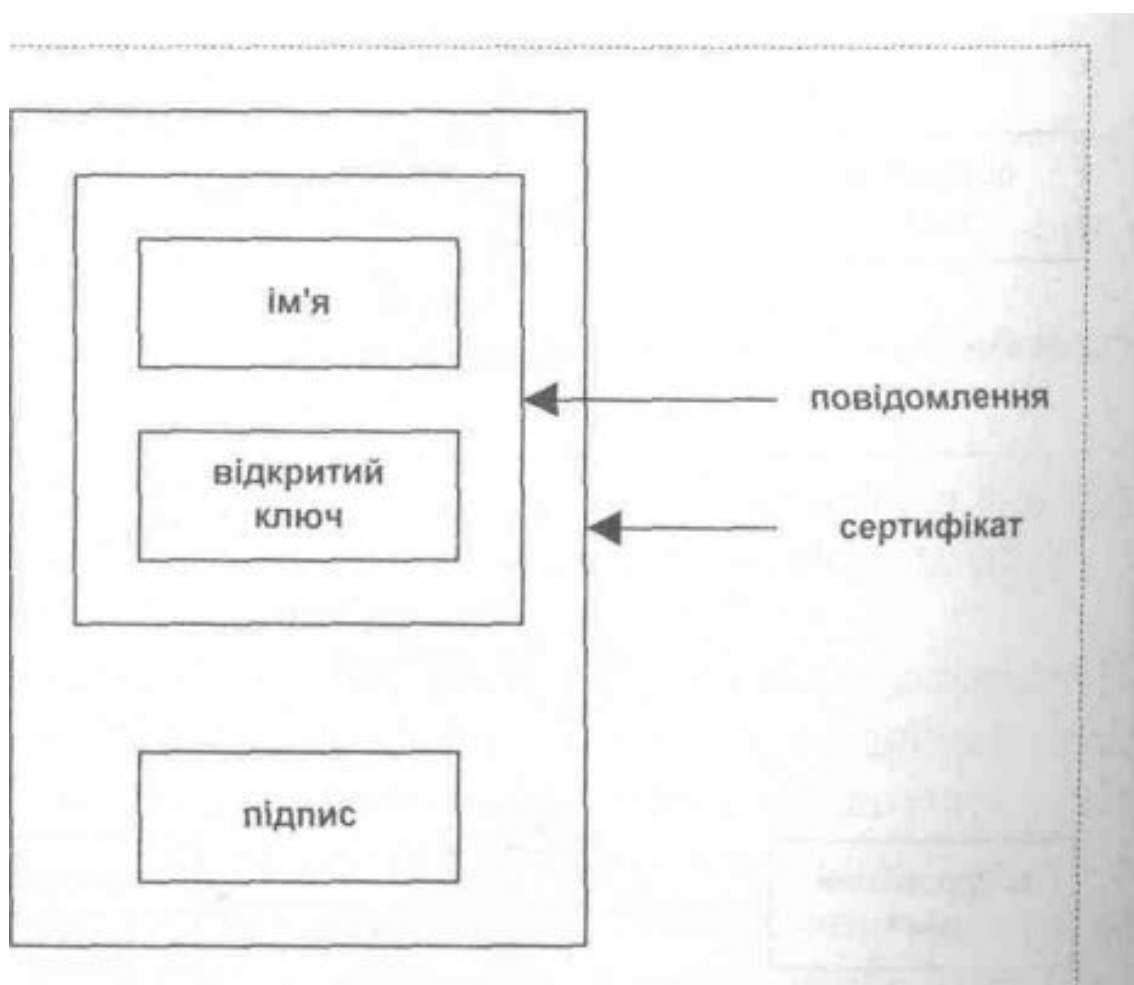 ім'я
повідомлення
відкритий
ключ
сертифікат
підпис